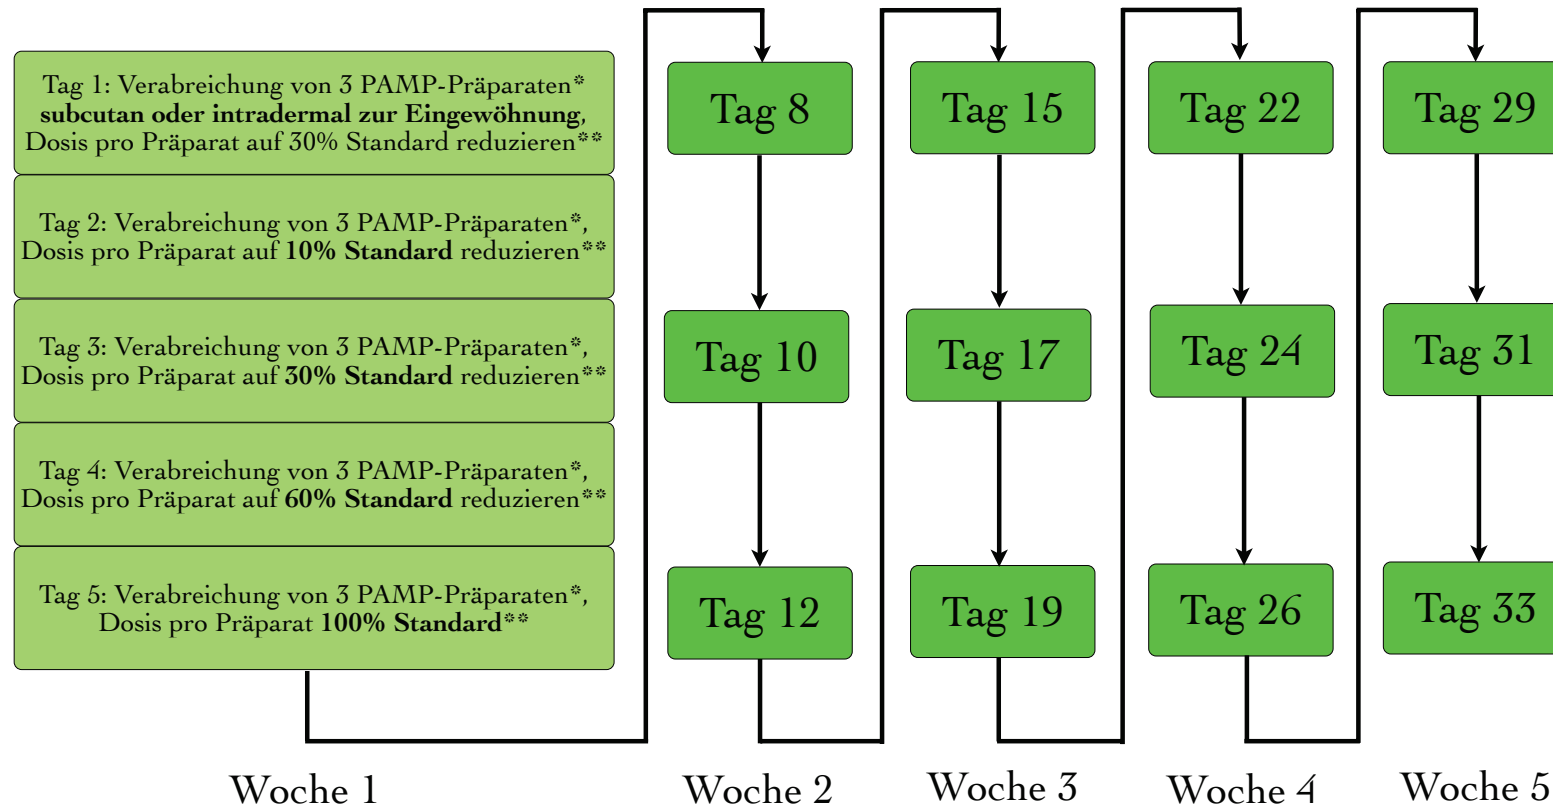 Tag 1: Verabreichung von 3 PAMP-Präparaten*
subcutan oder intradermal zur Eingewöhnung,
Dosis pro Präparat auf 30% Standard reduzieren**
Tag 2: Verabreichung von 3 PAMP-Präparaten*,
Dosis pro Präparat auf 10% Standard reduzieren**
Tag 3: Verabreichung von 3 PAMP-Präparaten*,
Dosis pro Präparat auf 30% Standard reduzieren**
Tag 4: Verabreichung von 3 PAMP-Präparaten*,
Dosis pro Präparat auf 60% Standard reduzieren**
Tag 5: Verabreichung von 3 PAMP-Präparaten*,
Dosis pro Präparat 100% Standard**
Woche 1
Tag 8
Tag 10
Tag 12
Woche 2
Tag 15
Tag 17
Tag 19
Woche 3
Tag 22
Tag 24
Tag 26
Woche 4
Tag 29
Tag 31
Tag 33
Woche 5